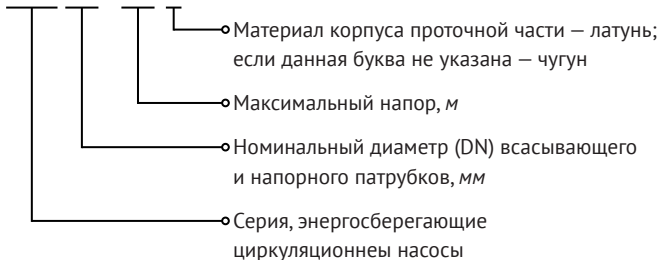 Материал корпуса проточной части — латунь;
если данная буква не указана — чугун
Максимальный напор, м
Номинальный диаметр (DN) всасывающего
и напорного патрубков, мм
Серия, энергосберегающие
циркуляционнеы насосы